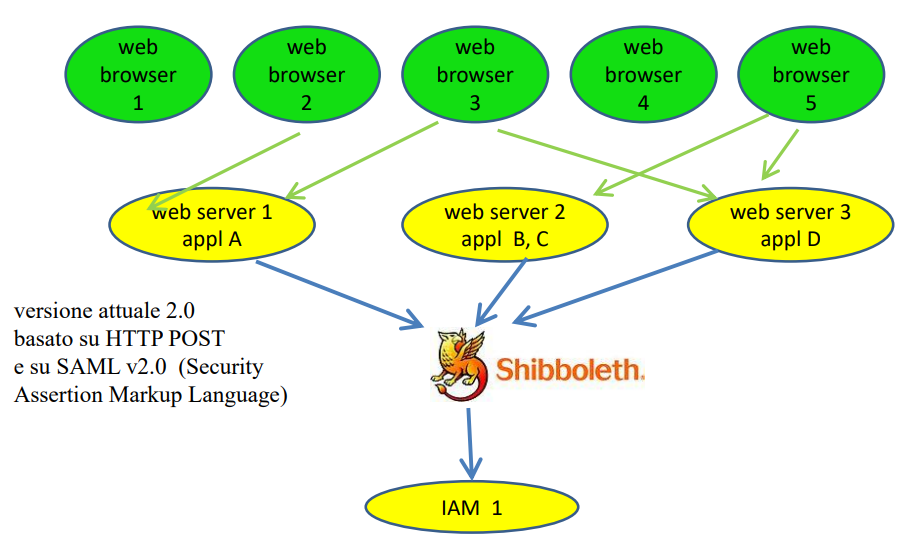 web
browser
1
web
browser
2
web
browser
3
web
browser
4
web
browser
5
web server 1
appl A
web server 2
appl B, C
web server 3
appl D
versione attuale 2.0
basato su HTTP POST
e su SAML v2.0 (Security
Assertion Markup Language)
Shibboleth.
IAM 1